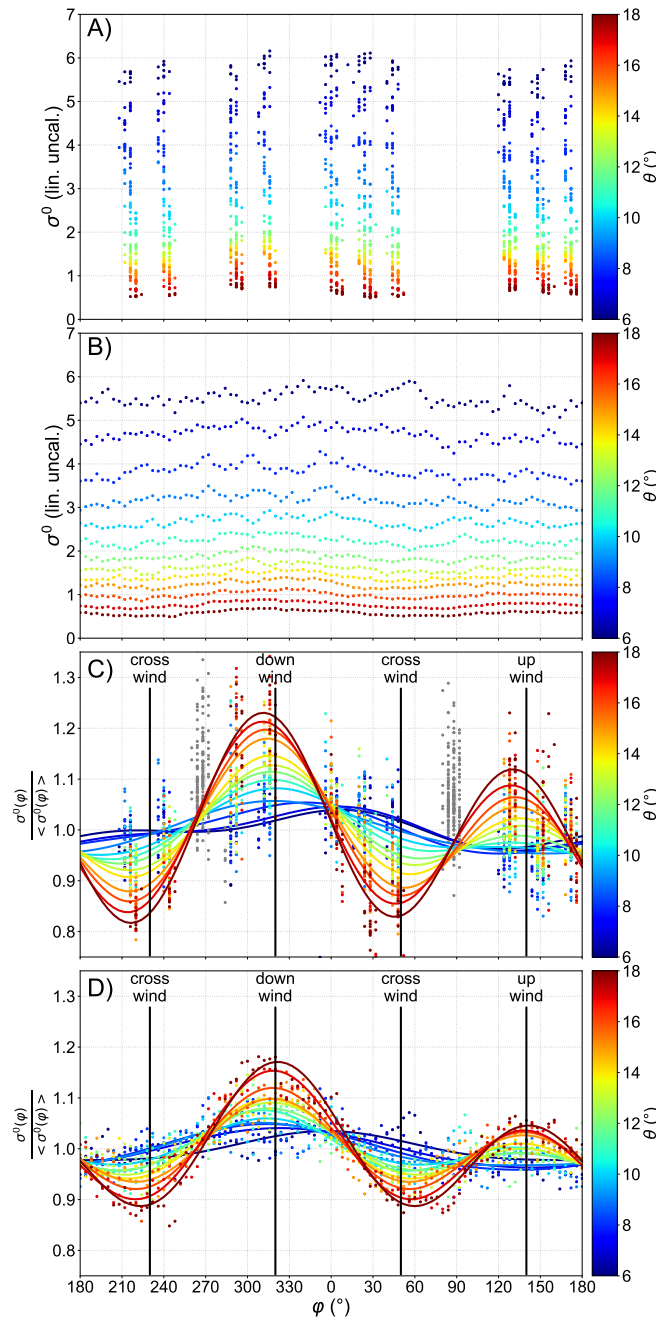 A)
σ⁰ (lin. uncal.)
7
6
5
4
3
2
1
0
18
16
14
12
10
8
6
θ (°)
B)
σ⁰ (lin. uncal.)
7
6
5
4
3
2
1
0
18
16
14
12
10
8
6
θ (°)
C)
cross
wind
down
wind
cross
wind
up
wind
σ⁰(φ)
< σ⁰(φ) >
1.3
1.2
1.1
1.0
0.9
0.8
18
16
14
12
10
8
6
θ (°)
D)
cross
wind
down
wind
cross
wind
up
wind
σ⁰(φ)
< σ⁰(φ) >
1.3
1.2
1.1
1.0
0.9
0.8
18
16
14
12
10
8
6
θ (°)
180 210 240 270 300 330 0 30 60 90 120 150 180
φ (°)